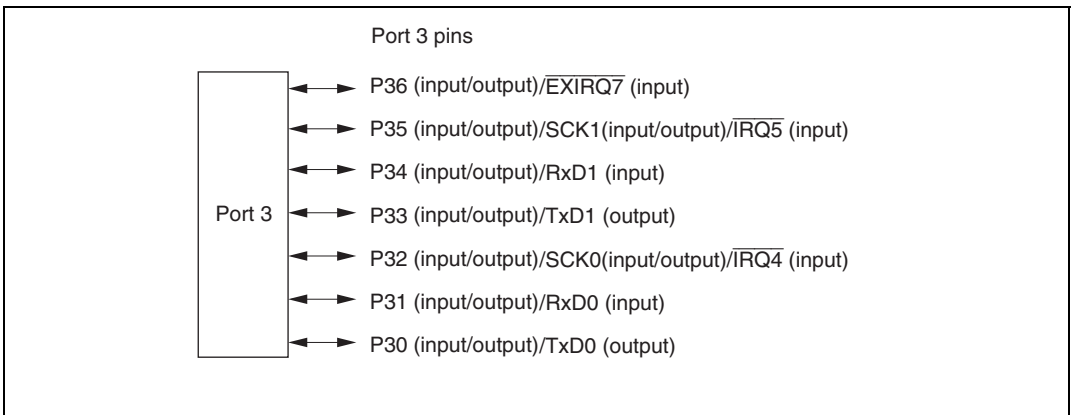 Port 3 pins
P36 (input/output)/EXIRQ7 (input)
P35 (input/output)/SCK1(input/output)/IRQ5 (input)
P34 (input/output)/RxD1 (input)
Port 3
P33 (input/output)/TxD1 (output)
P32 (input/output)/SCK0(input/output)/IRQ4 (input)
P31 (input/output)/RxD0 (input)
P30 (input/output)/TxD0 (output)